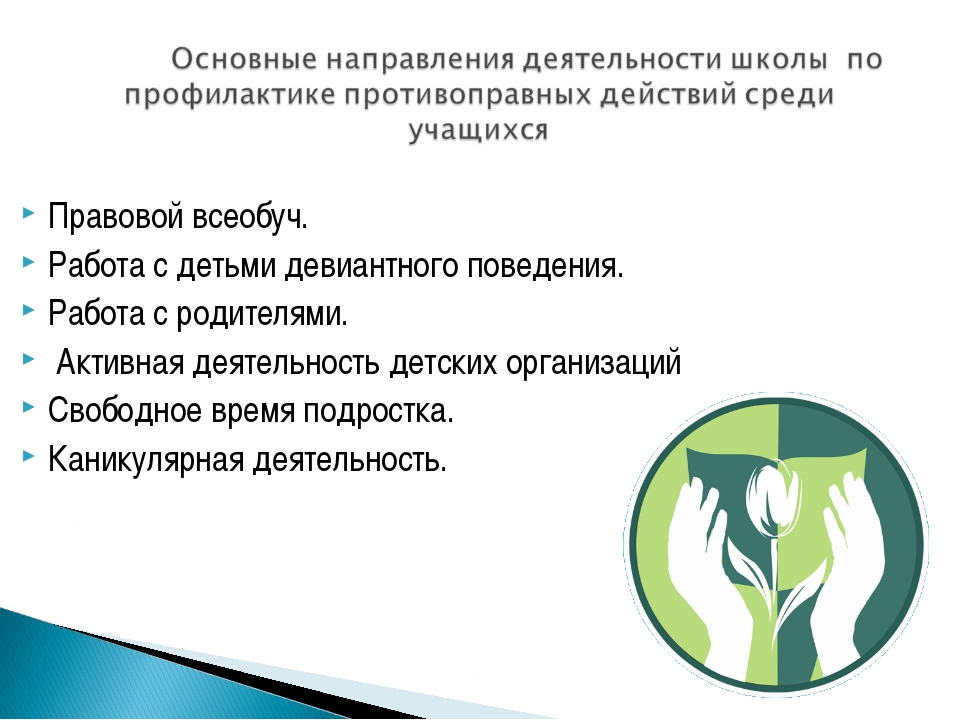 Основные направления деятельности школы по
профилактике противоправных действий среди
учащихся
Правовой всеобуч.
Работа с детьми девиантного поведения.
Работа с родителями.
Активная деятельность детских организаций
Свободное время подростка.
Каникулярная деятельность.